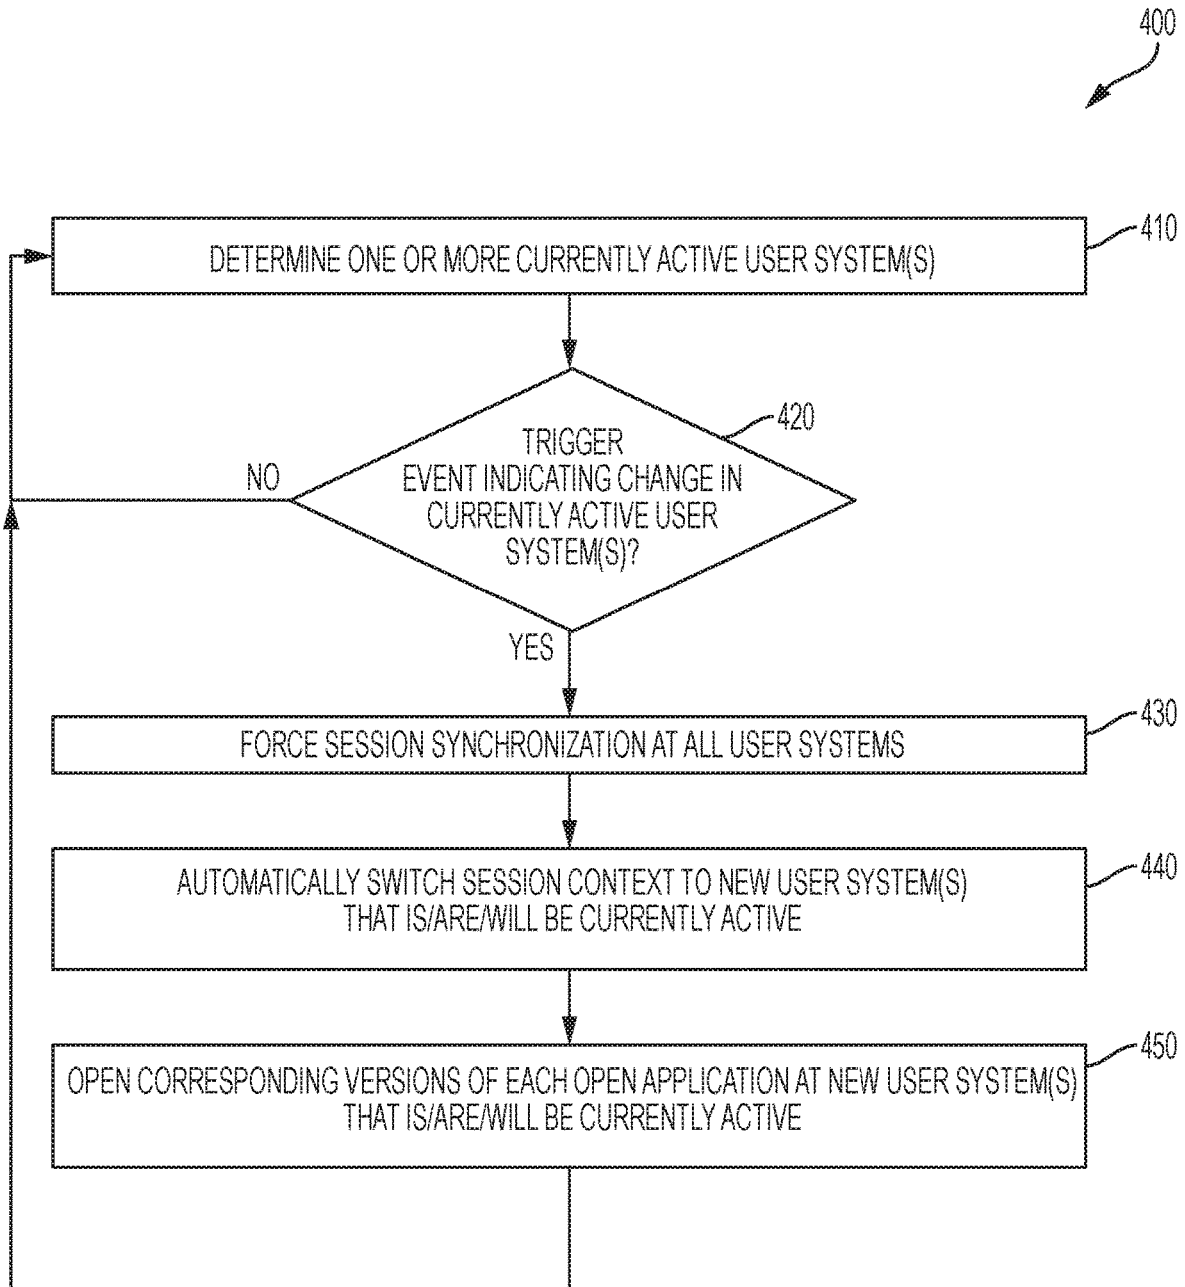 400
410
DETERMINE ONE OR MORE CURRENTLY ACTIVE USER SYSTEM(S)
420
TRIGGER
EVENT INDICATING CHANGE IN
CURRENTLY ACTIVE USER
SYSTEM(S)?
NO
YES
430
FORCE SESSION SYNCHRONIZATION AT ALL USER SYSTEMS
440
AUTOMATICALLY SWITCH SESSION CONTEXT TO NEW USER SYSTEM(S)
THAT IS/ARE/WILL BE CURRENTLY ACTIVE
450
OPEN CORRESPONDING VERSIONS OF EACH OPEN APPLICATION AT NEW USER SYSTEM(S)
THAT IS/ARE/WILL BE CURRENTLY ACTIVE